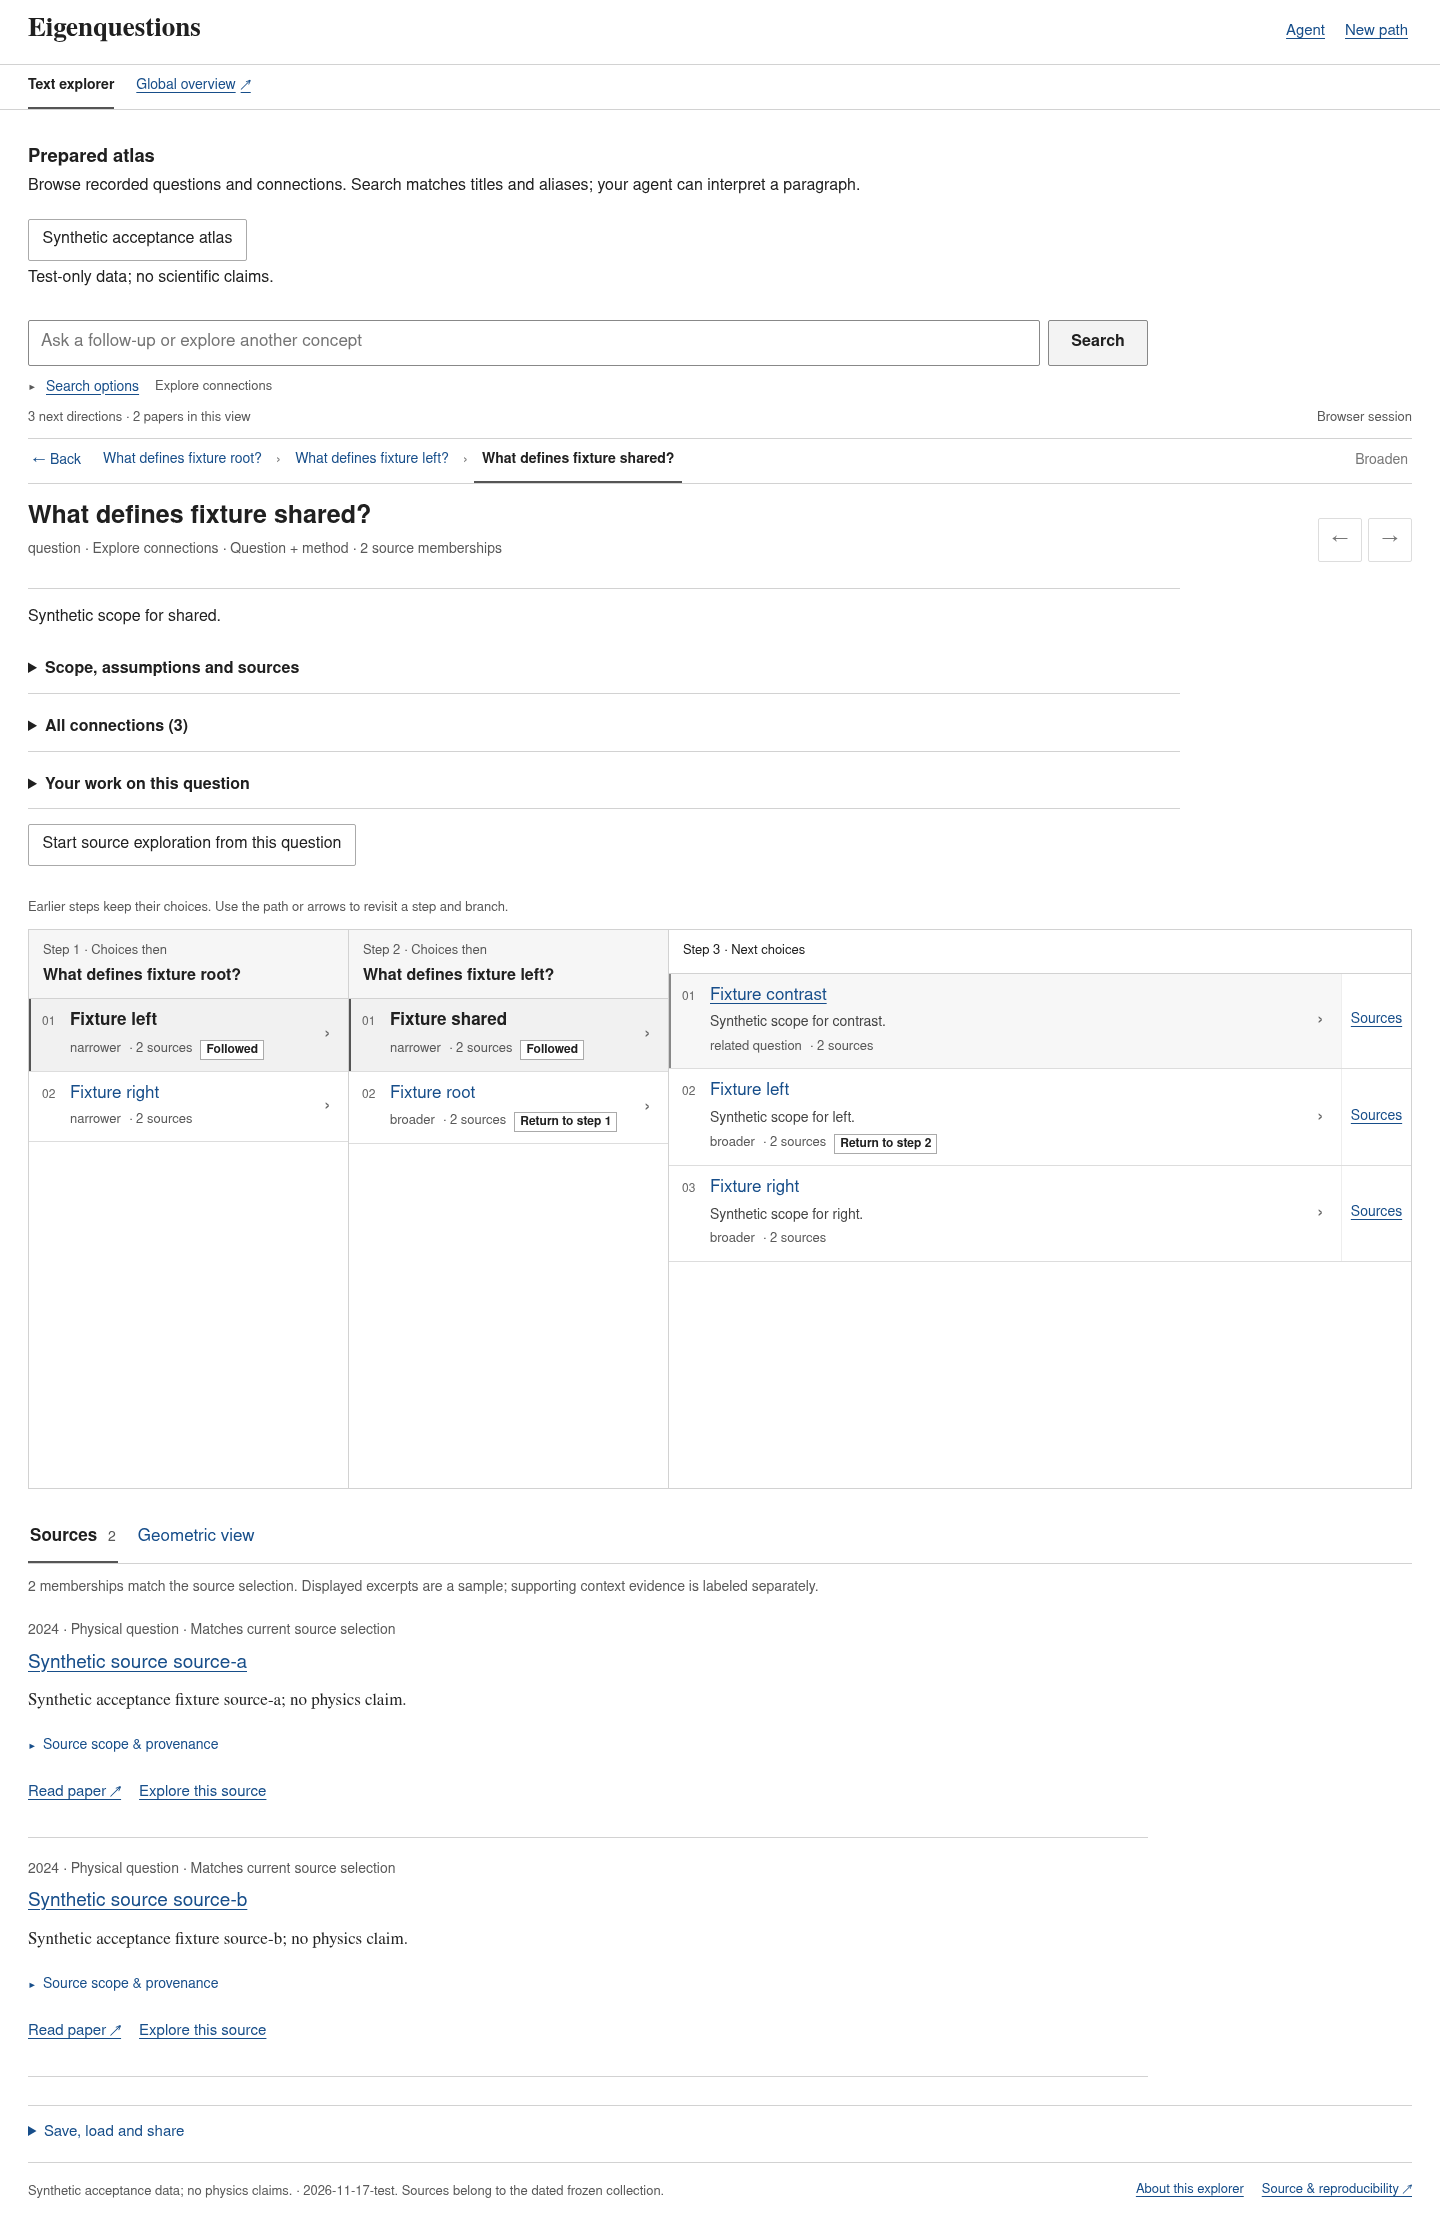 Eigenquestions
Agent New path
Text explorer Global overview ↗
Prepared atlas
Browse recorded questions and connections. Search matches titles and aliases; your agent can interpret a paragraph.
Synthetic acceptance atlas
Test-only data; no scientific claims.
Ask a follow-up or explore another concept
Search
▸ Search options Explore connections
3 next directions · 2 papers in this view
Browser session
← Back What defines fixture root? › What defines fixture left? › What defines fixture shared?
Broaden
What defines fixture shared?
question · Explore connections · Question + method · 2 source memberships
← →
Synthetic scope for shared.
▶ Scope, assumptions and sources
▶ All connections (3)
▶ Your work on this question
Start source exploration from this question
Earlier steps keep their choices. Use the path or arrows to revisit a step and branch.
Step 1 · Choices then
What defines fixture root?
01 Fixture left ›
narrower · 2 sources Followed
02 Fixture right ›
narrower · 2 sources
Step 2 · Choices then
What defines fixture left?
01 Fixture shared ›
narrower · 2 sources Followed
02 Fixture root ›
broader · 2 sources Return to step 1
Step 3 · Next choices
01 Fixture contrast
Synthetic scope for contrast. › Sources
related question · 2 sources
02 Fixture left
Synthetic scope for left. › Sources
broader · 2 sources Return to step 2
03 Fixture right
Synthetic scope for right. › Sources
broader · 2 sources
Sources 2 Geometric view
2 memberships match the source selection. Displayed excerpts are a sample; supporting context evidence is labeled separately.
2024 · Physical question · Matches current source selection
Synthetic source source-a
Synthetic acceptance fixture source-a; no physics claim.
▸ Source scope & provenance
Read paper ↗ Explore this source
2024 · Physical question · Matches current source selection
Synthetic source source-b
Synthetic acceptance fixture source-b; no physics claim.
▸ Source scope & provenance
Read paper ↗ Explore this source
▶ Save, load and share
Synthetic acceptance data; no physics claims. · 2026-11-17-test. Sources belong to the dated frozen collection.
About this explorer Source & reproducibility ↗